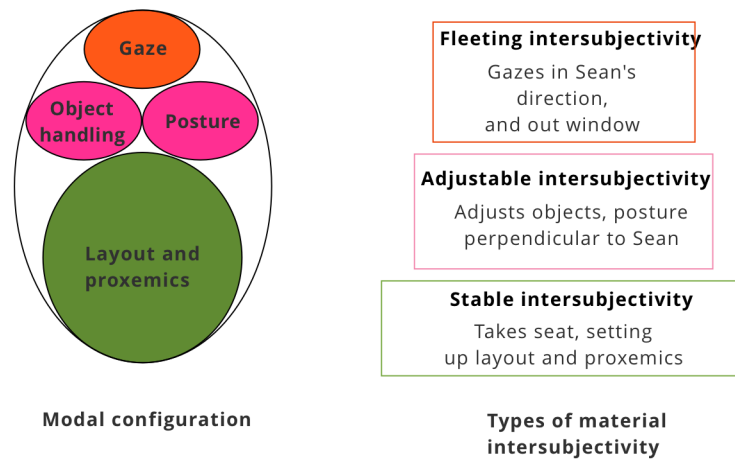 Gaze
Object
handling
Posture
Layout and
proxemics
Modal configuration
Fleeting intersubjectivity
Gazes in Sean's
direction,
and out window
Adjustable intersubjectivity
Adjusts objects, posture
perpendicular to Sean
Stable intersubjectivity
Takes seat, setting
up layout and proxemics
Types of material
intersubjectivity